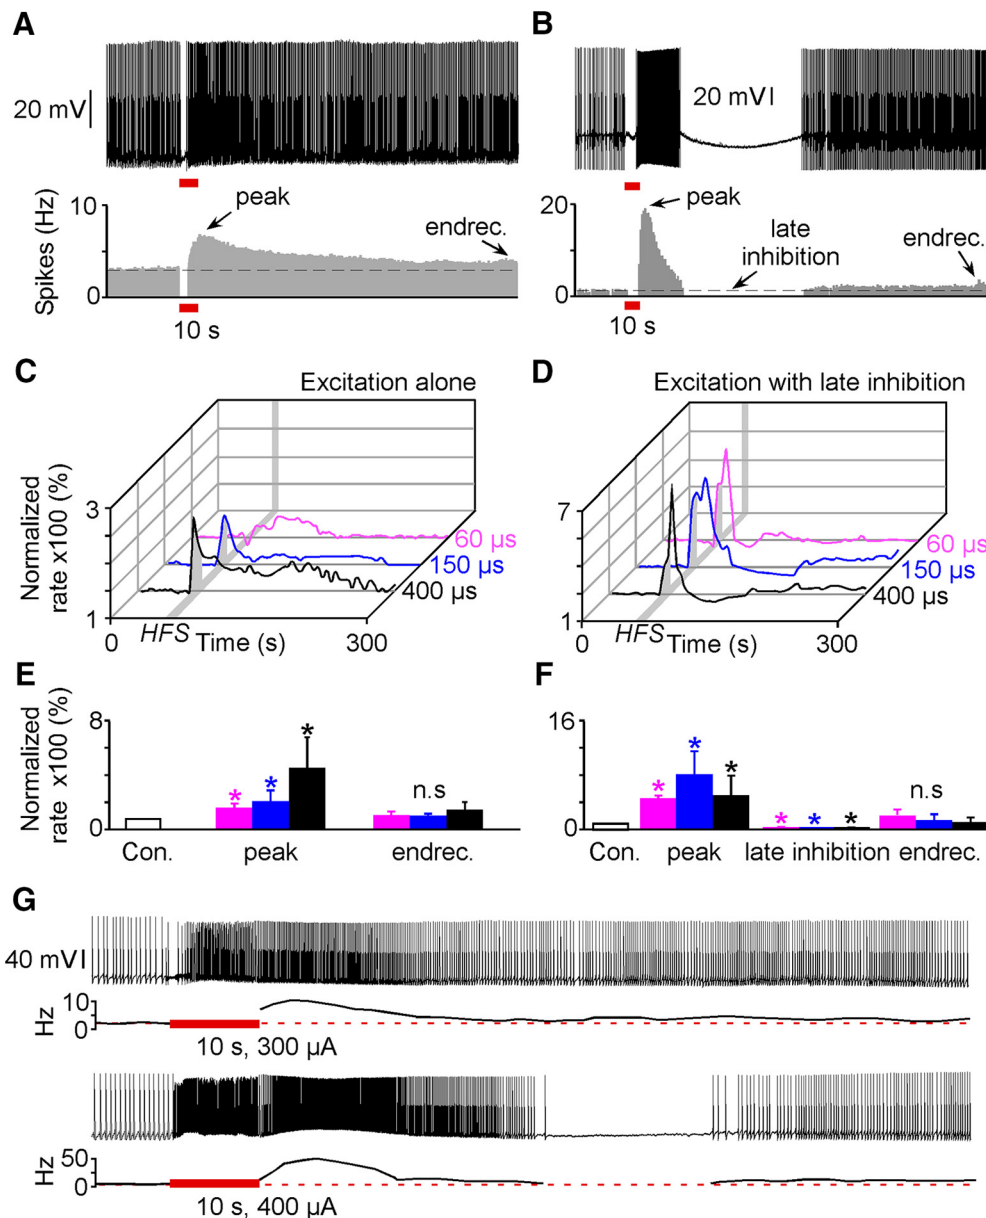 A
B
20 mV
20 mV
Spikes (Hz)
10
0
peak
endrec.
10 s
20
0
peak
late
inhibition
endrec.
10 s
C
Excitation alone
Normalized
rate x100 (%)
3
1
60 µs
150 µs
400 µs
0
HFS
Time (s)
300
D
Excitation with late inhibition
7
1
60 µs
150 µs
400 µs
0
HFS
Time (s)
300
E
Normalized
rate x100 (%)
8
0
*
*
*
n.s
Con.
peak
endrec.
F
16
0
*
*
*
*
*
*
n.s
Con.
peak
late inhibition
endrec.
G
40 mV
Hz
10
0
10 s, 300 µA
Hz
50
0
10 s, 400 µA